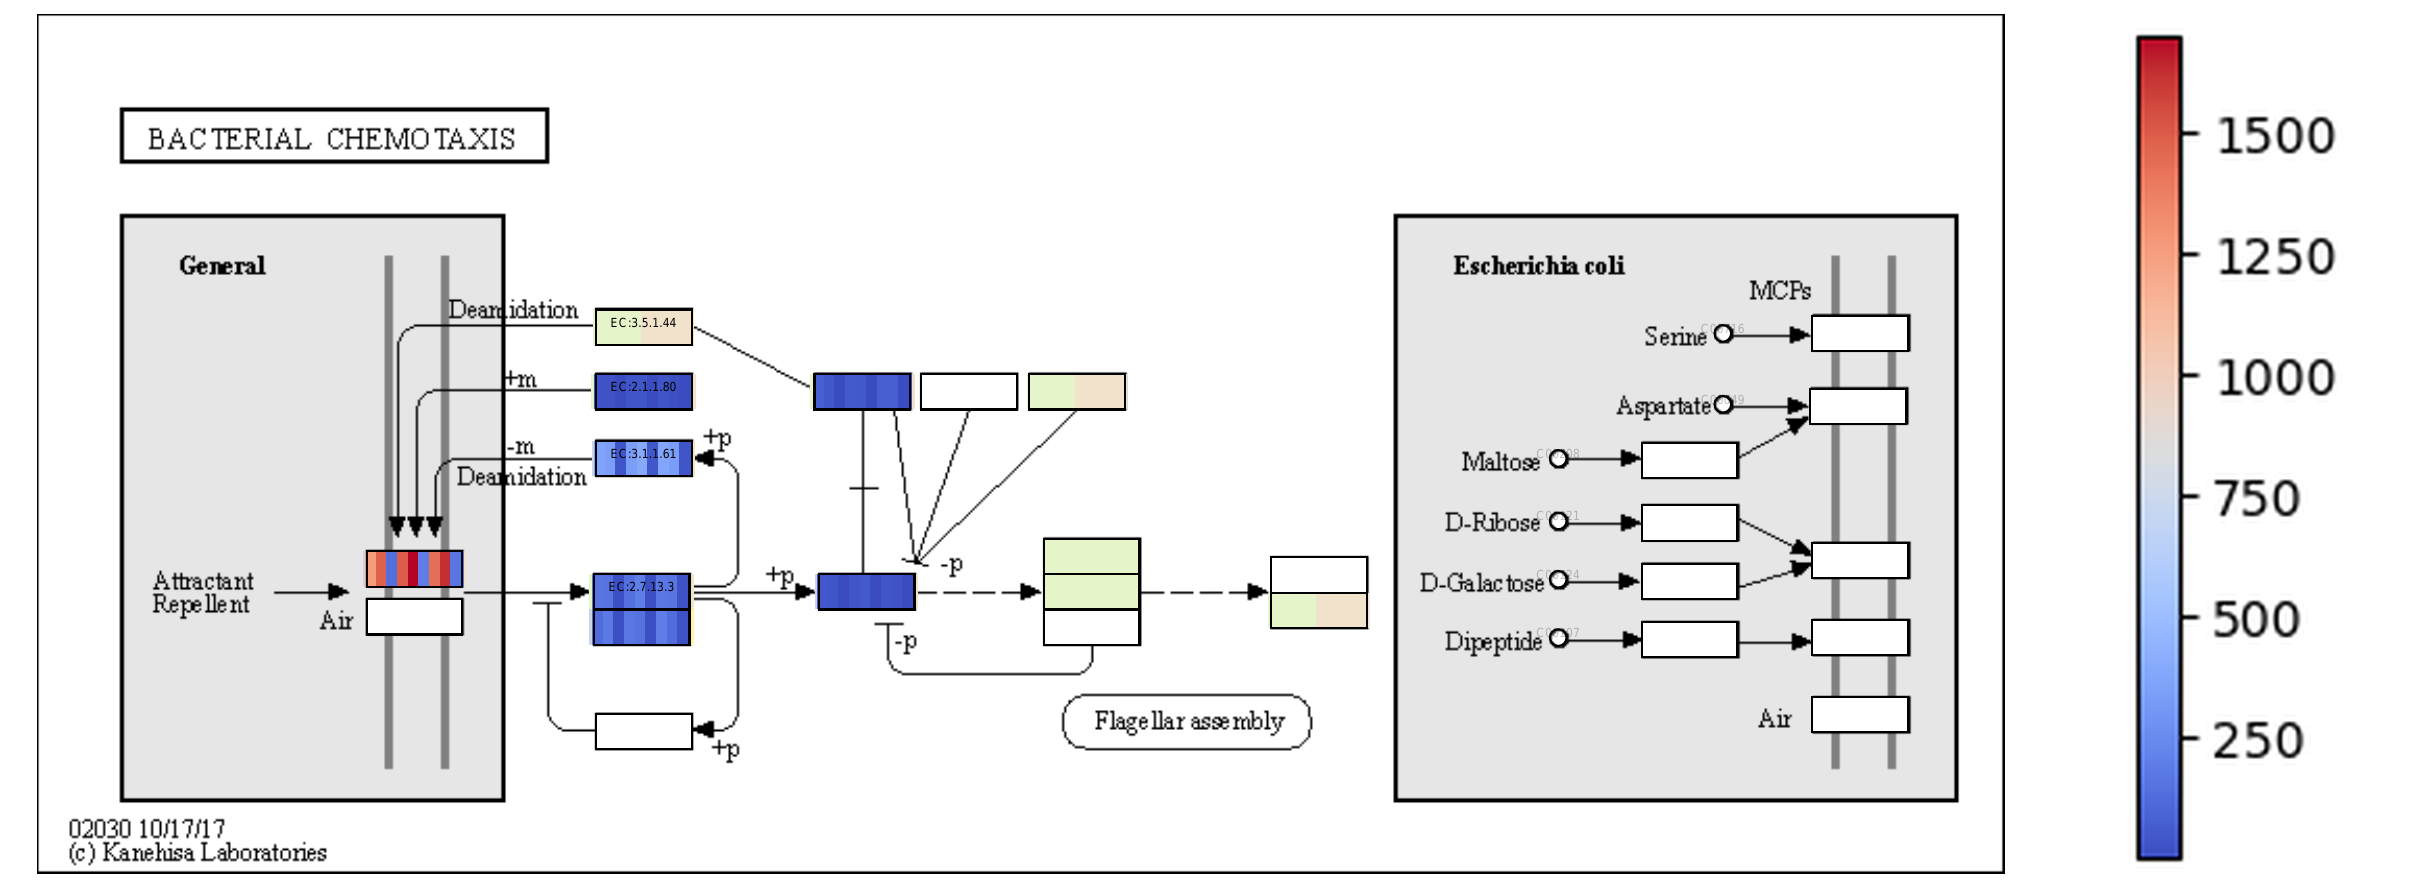 BACTERIAL CHEMOTAXIS
General
Deamidation
EC:3.5.1.44
+m
EC:2.1.1.80
-m
EC:3.1.1.61
+p
Deamidation
Attractant
Repellent
Air
EC:2.7.13.3
+p
-p
-p
+p
Flagellar assembly
Escherichia coli
MCPs
Serine
Aspartate
Maltose
D-Ribose
D-Galactose
Dipeptide
Air
02030 10/17/17
(c) Kanehisa Laboratories
1500
1250
1000
750
500
250